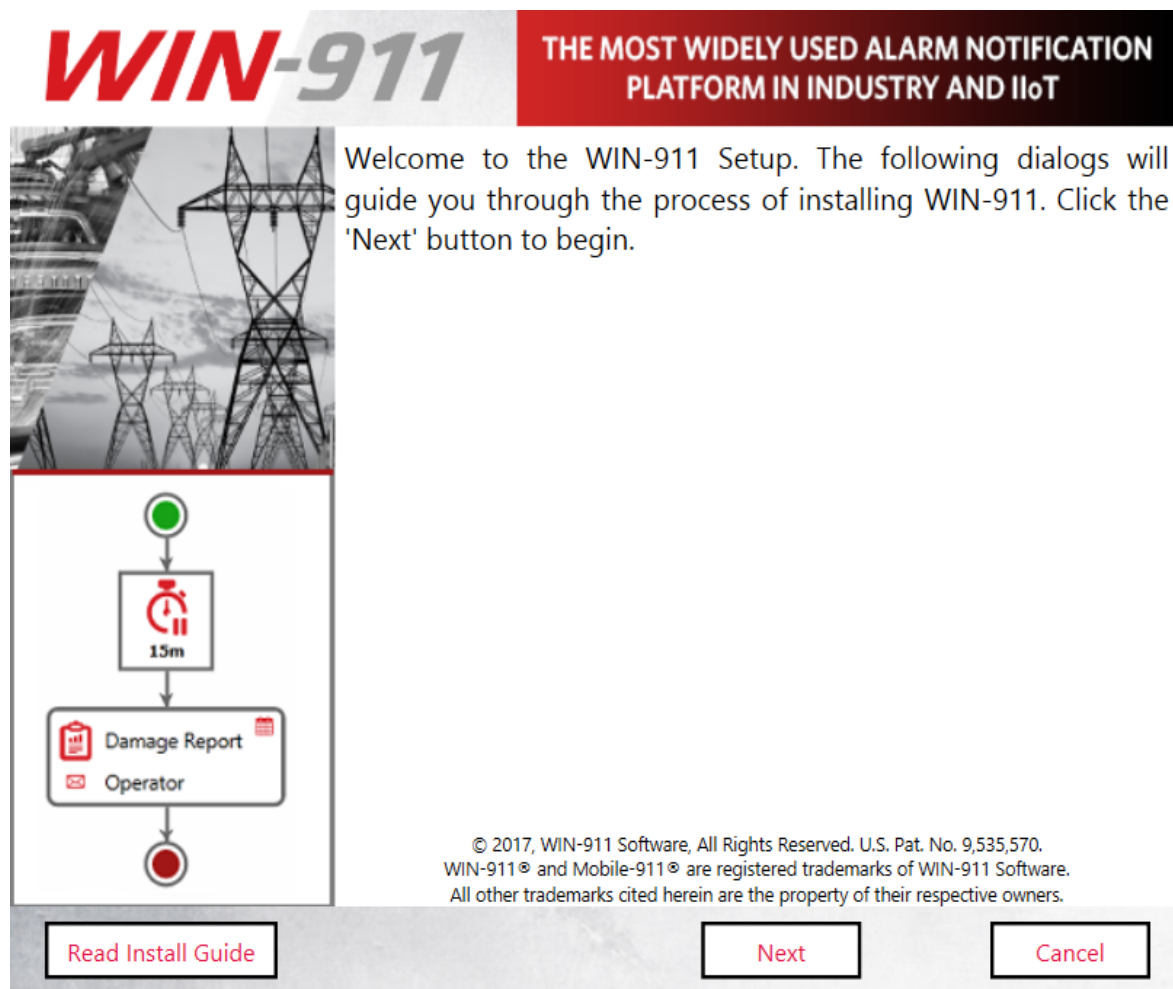 WIN-911
THE MOST WIDELY USED ALARM NOTIFICATION
PLATFORM IN INDUSTRY AND IIoT
Welcome to the WIN-911 Setup. The following dialogs will
guide you through the process of installing WIN-911. Click the
'Next' button to begin.
15m
Damage Report
Operator
© 2017, WIN-911 Software, All Rights Reserved. U.S. Pat. No. 9,535,570.
WIN-911® and Mobile-911® are registered trademarks of WIN-911 Software.
All other trademarks cited herein are the property of their respective owners.
Read Install Guide
Next
Cancel